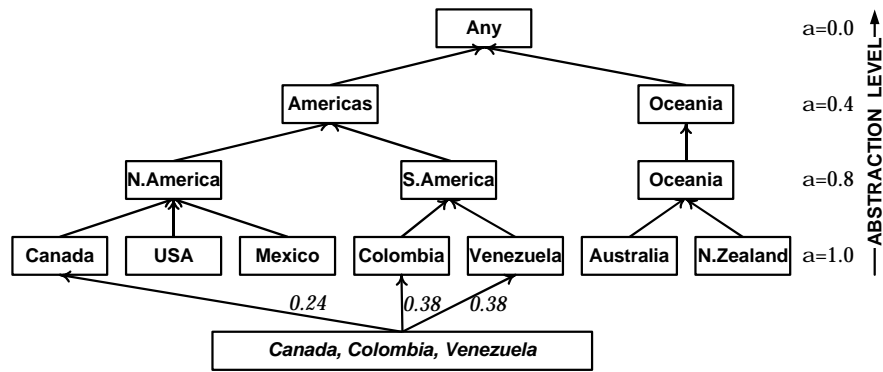 Any a=0.0
Americas Oceania a=0.4
N.America S.America Oceania a=0.8
Canada USA Mexico Colombia Venezuela Australia N.Zealand a=1.0
0.24 0.38 0.38
Canada, Colombia, Venezuela
ABSTRACTION LEVEL